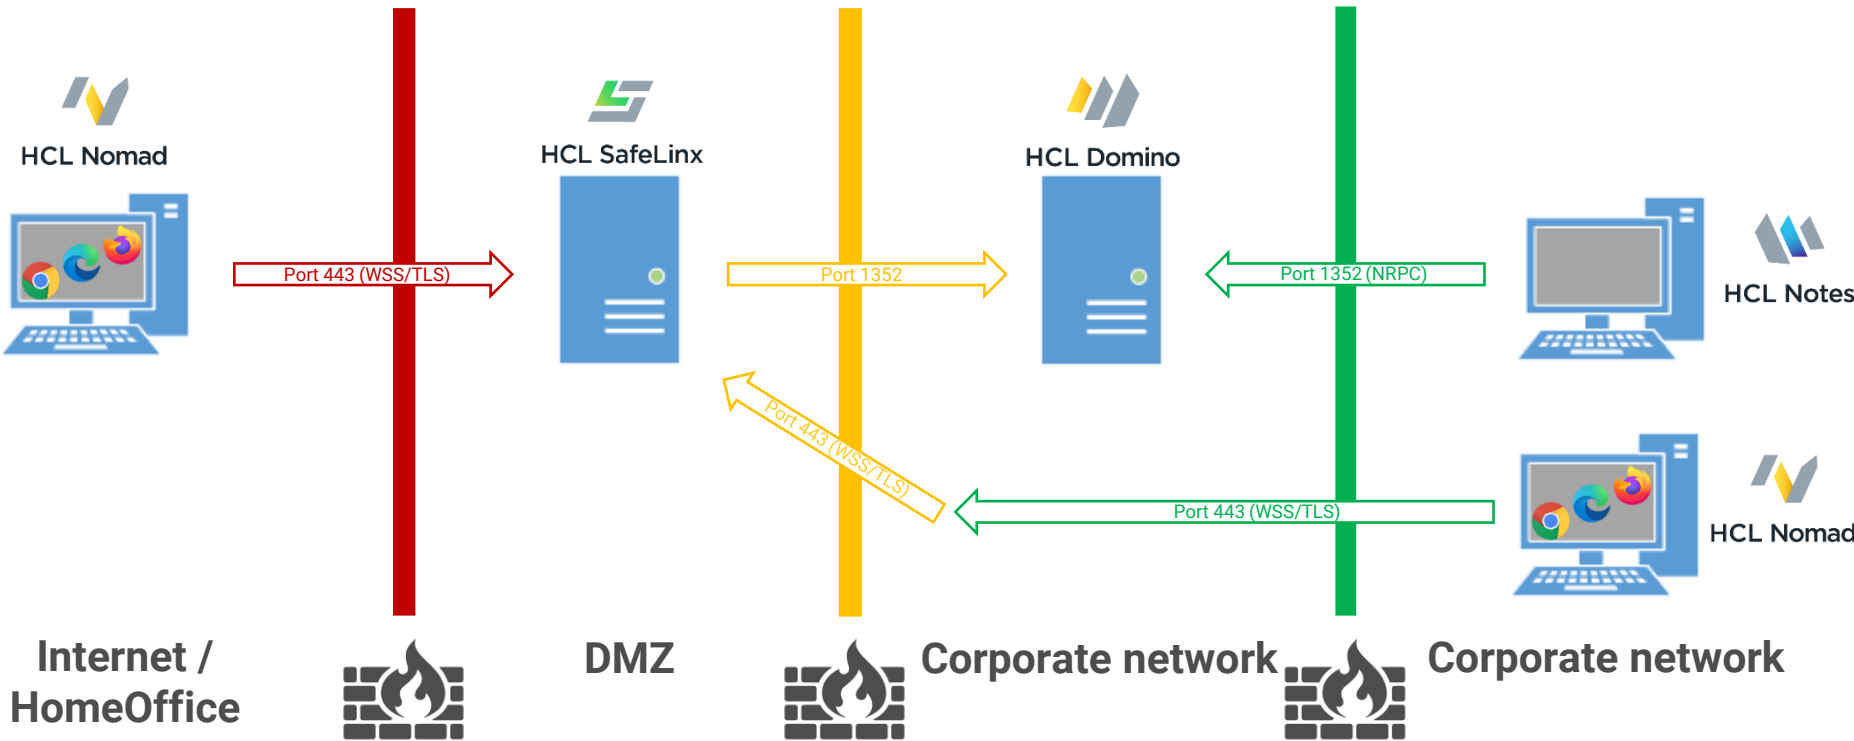 HCL Nomad
HCL SafeLinx
HCL Domino
Port 443 (WSS/TLS)
Port 1352
Port 1352 (NRPC)
HCL Notes
Port 443 (WSS/TLS)
Port 443 (WSS/TLS)
HCL Nomad
Internet /
HomeOffice
DMZ
Corporate network
Corporate network